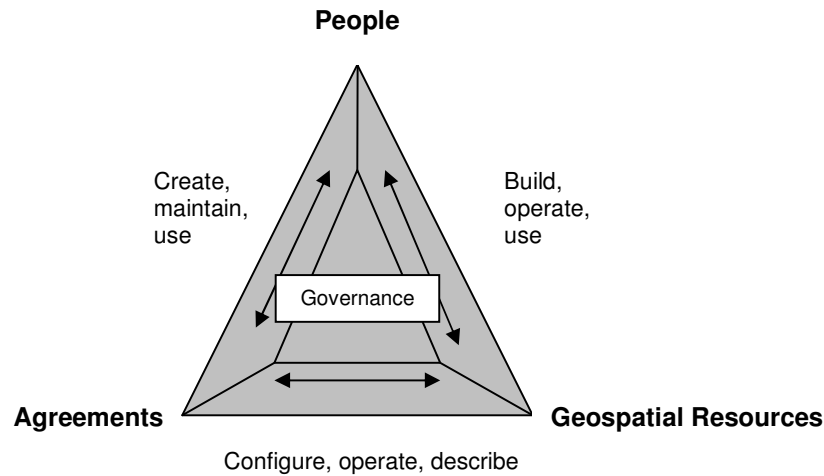 People
Create,
maintain,
use
Build,
operate,
use
Governance
Agreements
Geospatial Resources
Configure, operate, describe